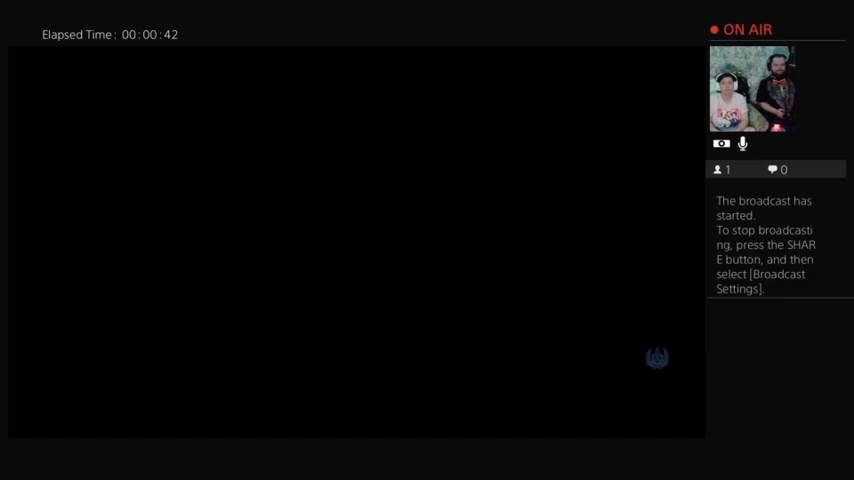 Elapsed Time: 00:00:42
ON AIR
1
0
The broadcast has
started.
To stop broadcasti
ng, press the SHAR
E button, and then
select [Broadcast
Settings].